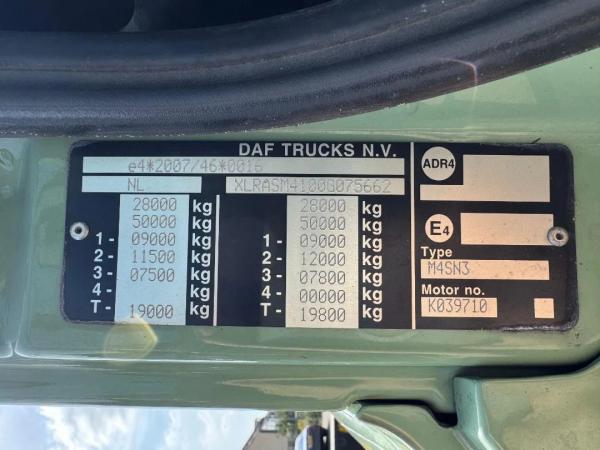 DAF TRUCKS N.V.
e4*2007/46*0016
NL XLRASM4100G075662
28000 kg 28000 kg
50000 kg 50000 kg
1- 09000 kg 1- 09000 kg
2- 11500 kg 2- 12000 kg
3- 07500 kg 3- 07800 kg
4- kg 4- 00000 kg
T- 19000 kg T- 19800 kg
ADR4
E4
Type
M4SN3
Motor no.
K039710